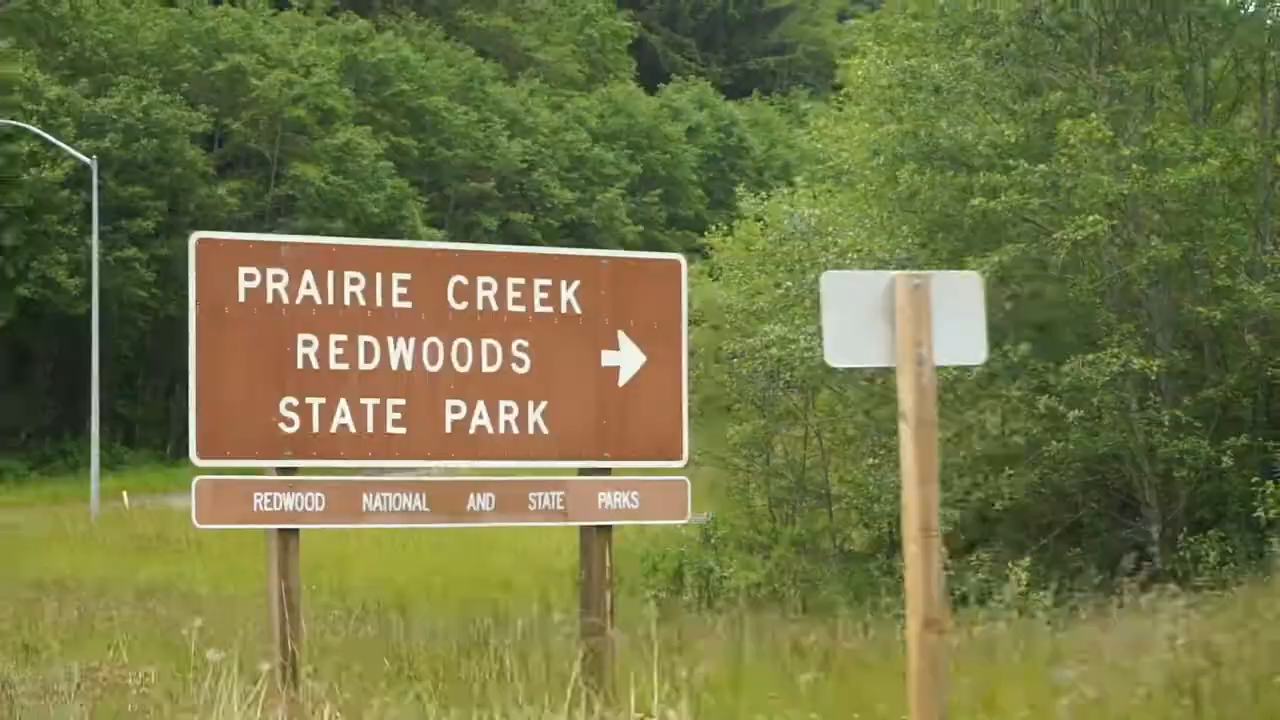 PRAIRIE CREEK
REDWOODS
STATE PARK
REDWOOD NATIONAL AND STATE PARKS